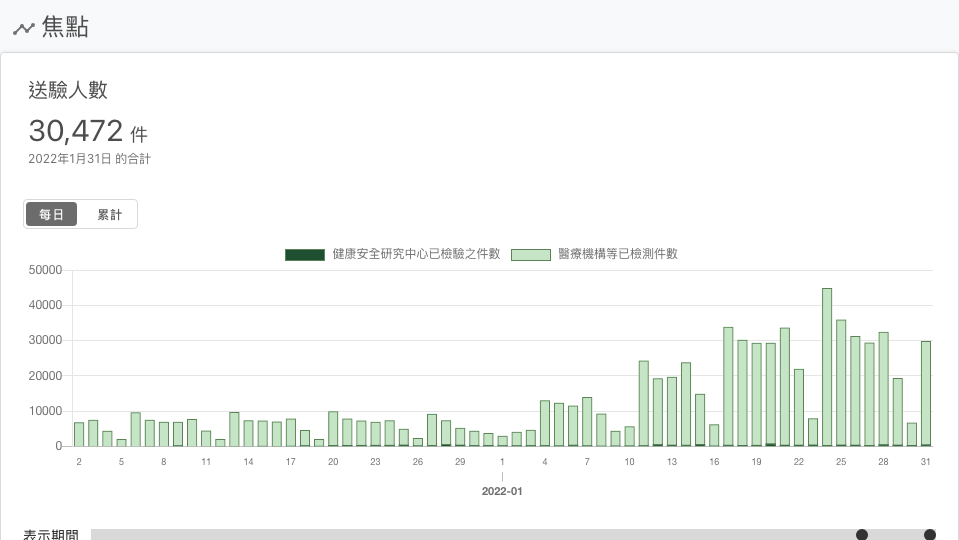 焦點
送驗人數
30,472 件
2022年1月31日 的合計
每日 累計
健康安全研究中心已檢驗之件數 醫療機構等已檢測件數
50000
40000
30000
20000
10000
0
2 5 8 11 14 17 20 23 26 29 1 4 7 10 13 16 19 22 25 28 31
2022-01
表示期間